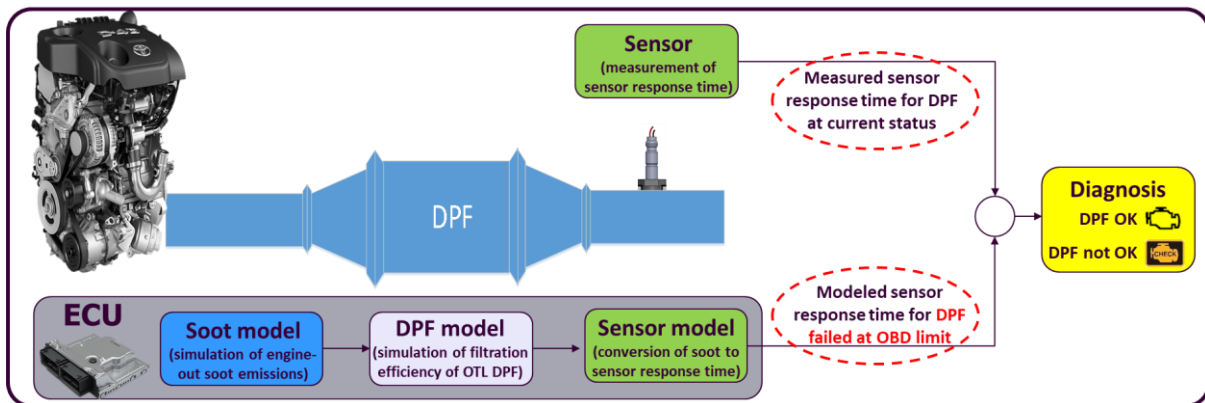 Sensor
(measurement of
sensor response time)
Measured sensor
response time for DPF
at current status
DPF
Diagnosis
DPF OK
DPF not OK
CHECK
ECU
Soot model
(simulation of engine-
out soot emissions)
DPF model
(simulation of filtration
efficiency of OTL DPF)
Sensor model
(conversion of soot to
sensor response time)
Modeled sensor
response time for DPF
failed at OBD limit